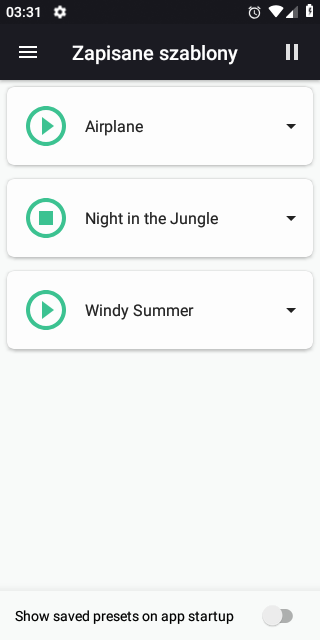 03:31
Zapisane szablony
Airplane
Night in the Jungle
Windy Summer
Show saved presets on app startup